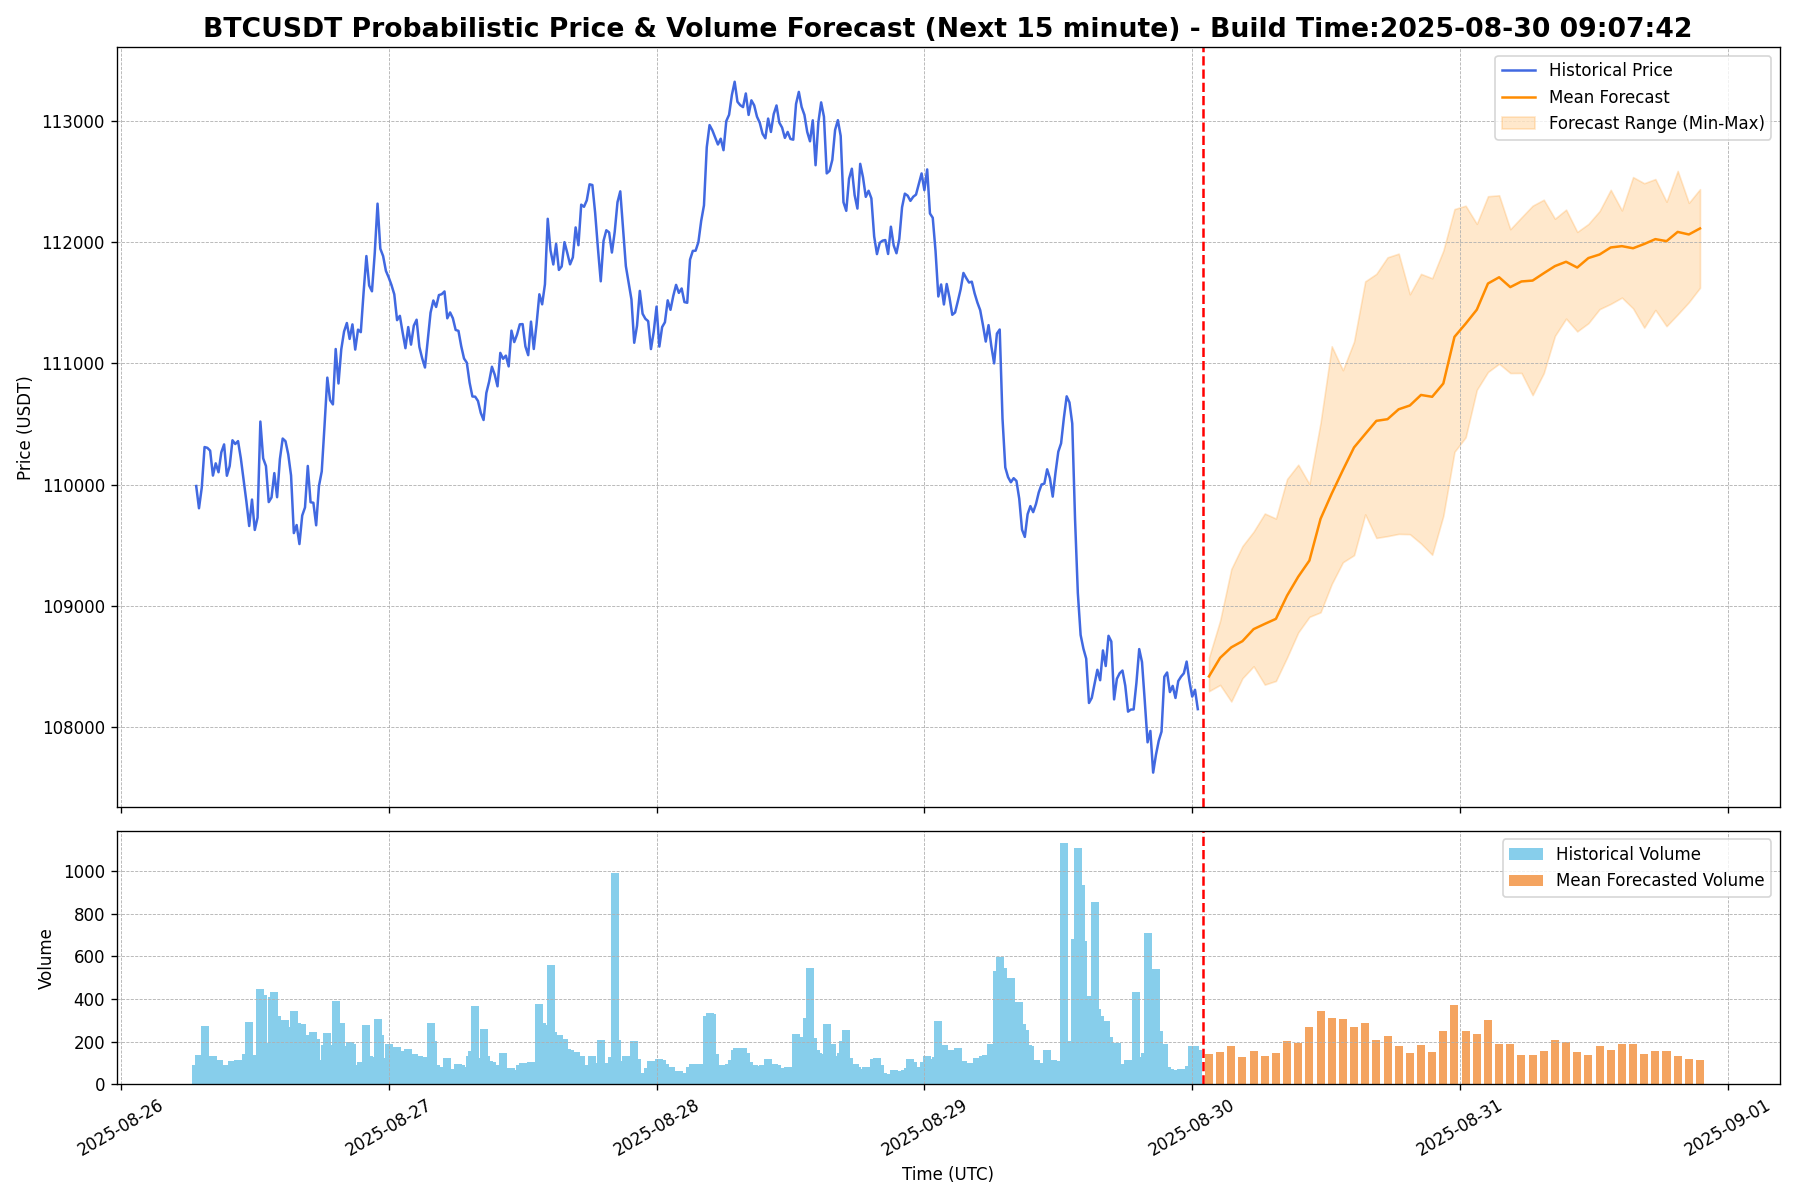 BTCUSDT Probabilistic Price & Volume Forecast (Next 15 minute) - Build Time:2025-08-30 09:07:42
Historical Price
Mean Forecast
Forecast Range (Min-Max)
Price (USDT)
113000
112000
111000
110000
109000
108000
Historical Volume
Mean Forecasted Volume
Volume
1000
800
600
400
200
0
2025-08-26
2025-08-27
2025-08-28
2025-08-29
2025-08-30
2025-08-31
2025-09-01
Time (UTC)